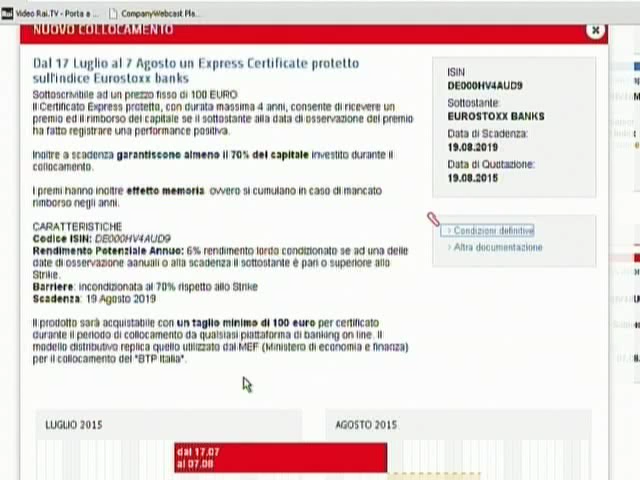 Rai Video Rai.TV - Porta a ...
CompanyWebcast Pla...
NUOVO COLLOCAMENTO
Dal 17 Luglio al 7 Agosto un Express Certificate protetto
sull'indice Eurostoxx banks
Sottoscrivibile ad un prezzo fisso di 100 EURO
Il Certificato Express protetto, con durata massima 4 anni, consente di ricevere un
premio ed il rimborso del capitale se il sottostante alla data di osservazione del premio
ha fatto registrare una performance positiva.
Inoltre a scadenza garantiscono almeno il 70% del capitale investito durante il
collocamento.
I premi hanno inoltre effetto memoria ovvero si cumulano in caso di mancato
rimborso negli anni.
CARATTERISTICHE
Codice ISIN: DE000HV4AUD9
Rendimento Potenziale Annuo: 6% rendimento lordo condizionato se ad una delle
date di osservazione aanuali o alla scadenza il sottostante è pari o superiore allo
Strike.
Barriere: incondizionata al 70% rispetto allo Strike
Scadenza: 19 Agosto 2019
Il prodotto sarà acquistabile con un taglio minimo di 100 euro per certificato
durante il periodo di collocamento da qualsiasi piattaforma di banking on line. Il
modello distributivo replica quello utilizzato dal MEF (Ministero di economia e finanza)
per il collocamento del "BTP Italia".
ISIN
DE000HV4AUD9
Sottostante:
EUROSTOXX BANKS
Data di Scadenza:
19.08.2019
Data di Quotazione:
19.08.2015
> Condizioni definitive
> Altra documentazione
LUGLIO 2015
AGOSTO 2015
dal 17.07
al 07.08